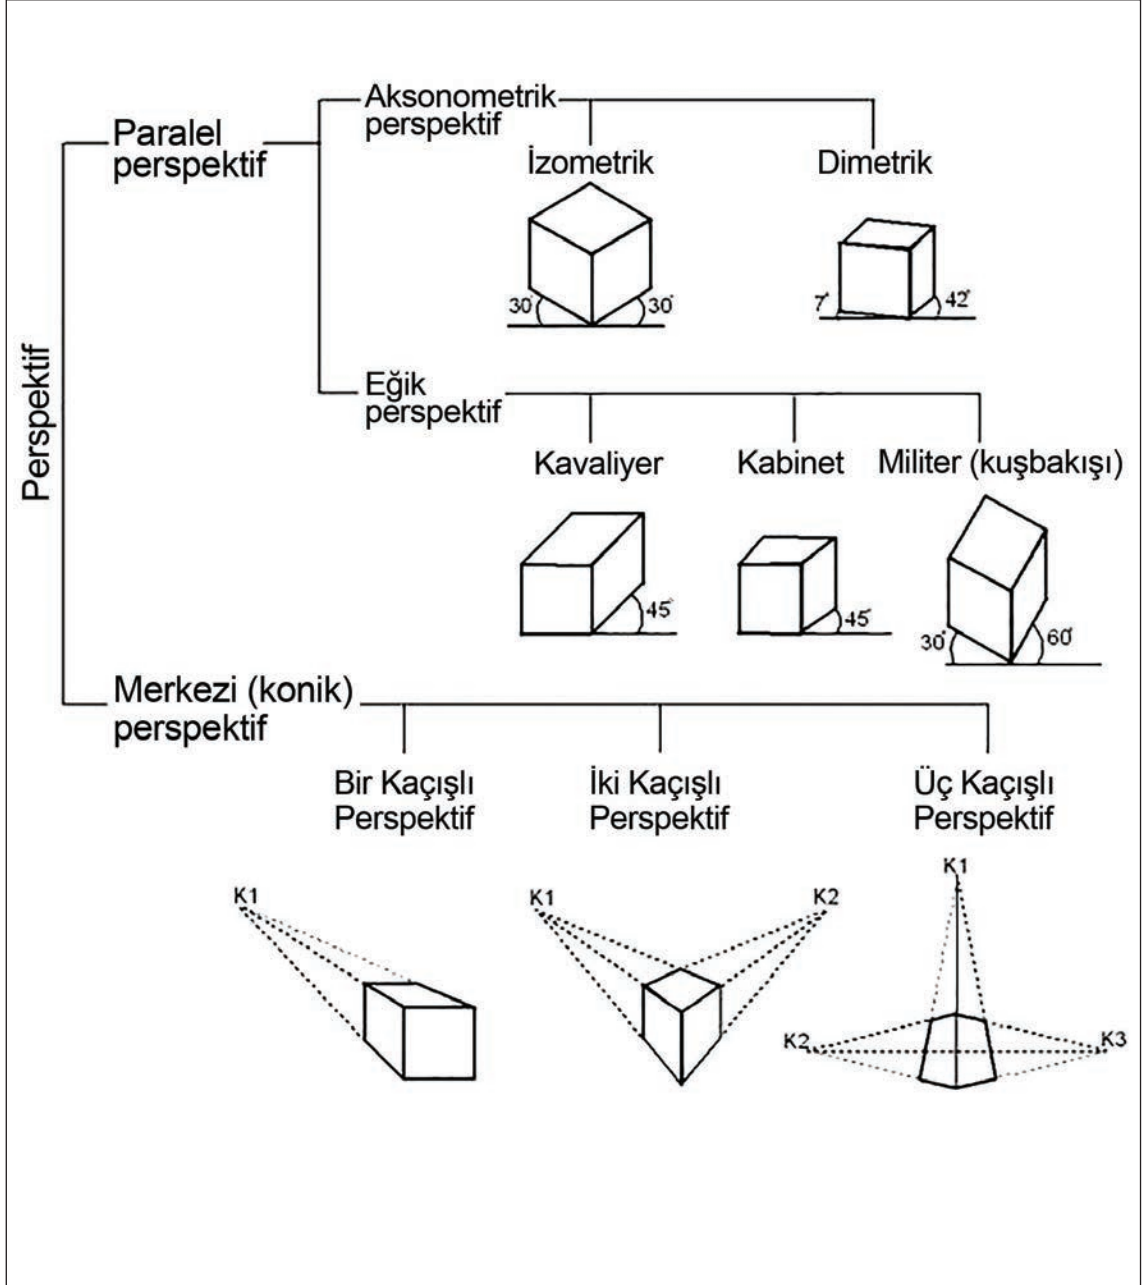 Perspektif
Paralel
perspektif
Aksonometrik
perspektif
İzometrik
Dimetrik
30°
30°
7°
42°
Eğik
perspektif
Kavaliyer
Kabinet
Militer (kuşbakışı)
45°
45°
30°
60°
Merkezi (konik)
perspektif
Bir Kaçışlı
Perspektif
İki Kaçışlı
Perspektif
Üç Kaçışlı
Perspektif
K1
K1
K2
K1
K2
K3